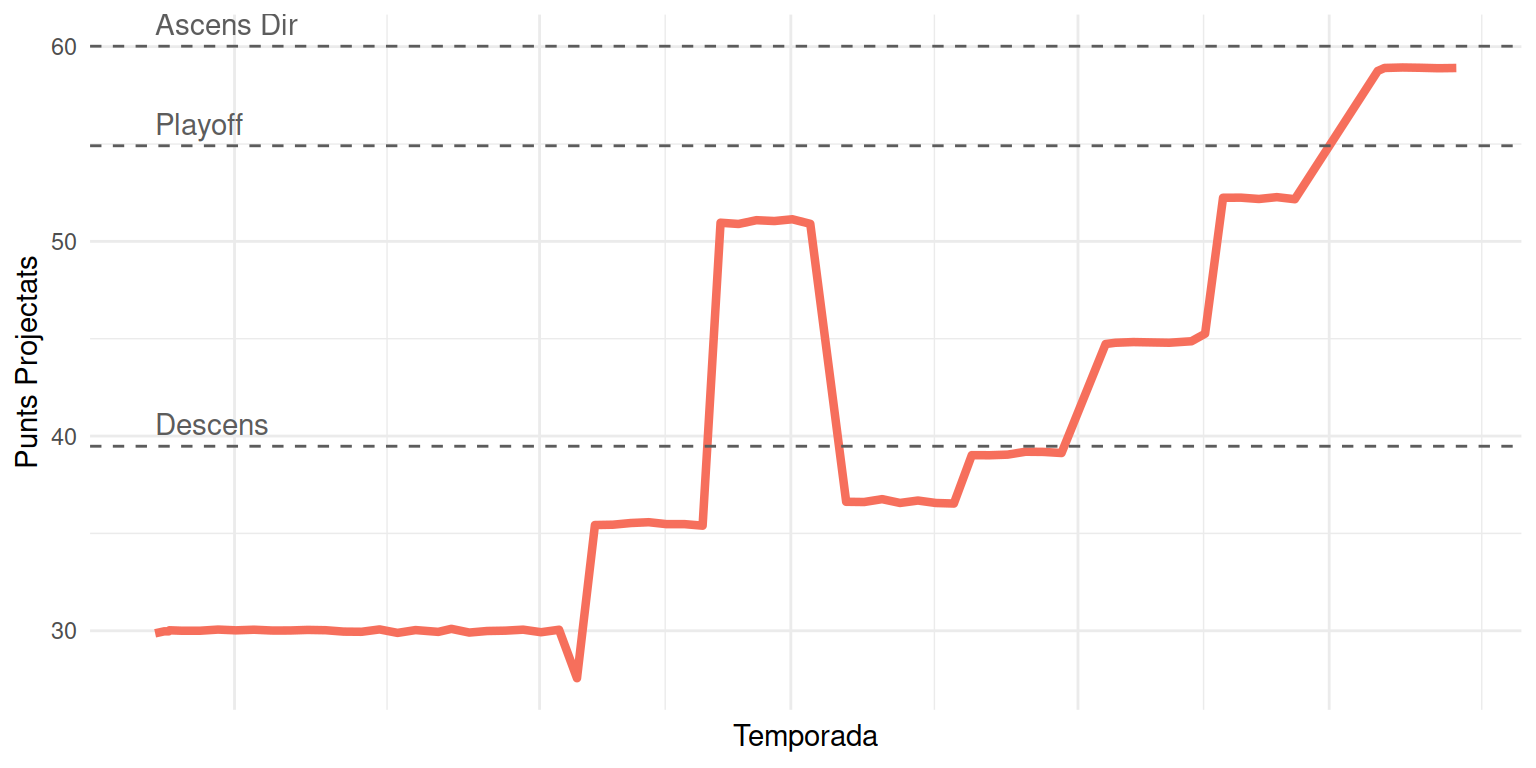 Ascens Dir
60
Playoff
50
Descens
40
30
Punts Projectats
Temporada